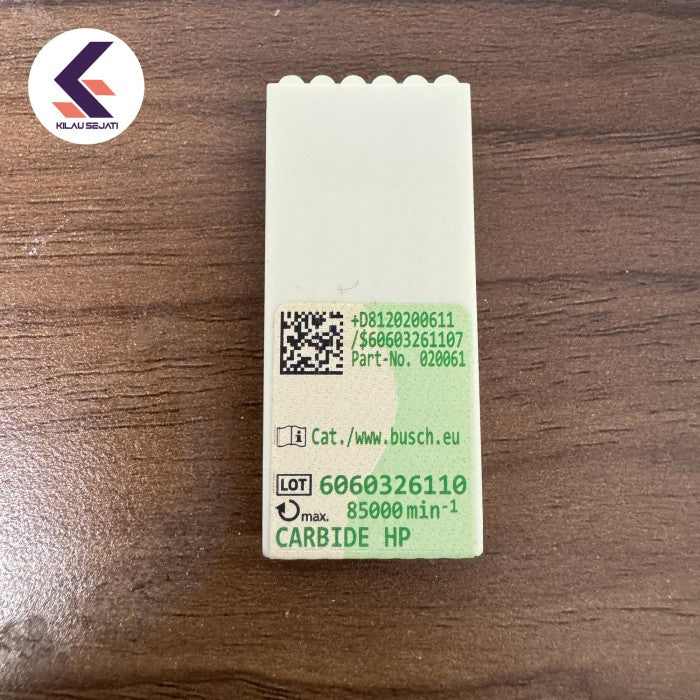 KILAU SEJATI
+D8120200611
/$60603261107
Part-No. 020061
Cat./www.busch.eu
LOT 6060326110
max. 85000 min-1
CARBIDE HP